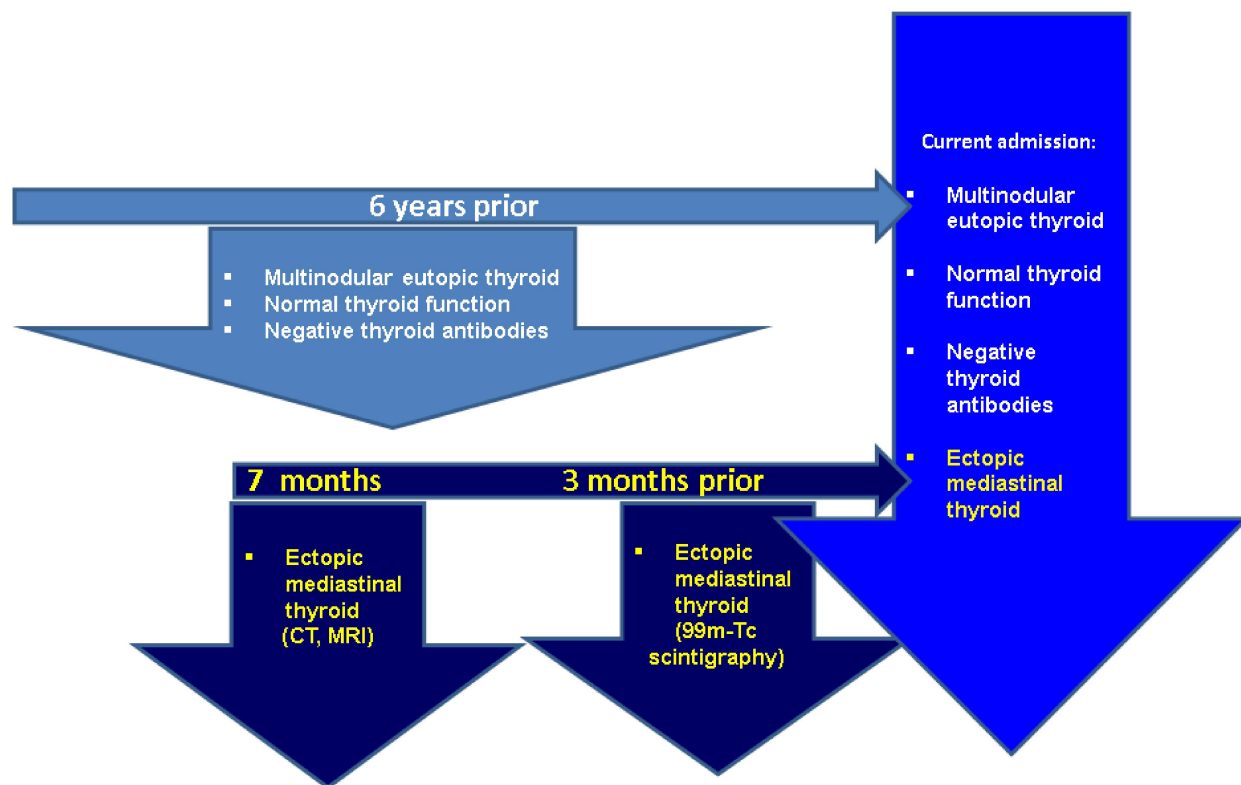 6 years prior
▪ Multinodular eutopic thyroid
▪ Normal thyroid function
▪ Negative thyroid antibodies
7 months
3 months prior
▪ Ectopic
mediastinal
thyroid
(CT, MRI)
▪ Ectopic
mediastinal
thyroid
(99m-Tc
scintigraphy)
Current admission:
▪ Multinodular
eutopic thyroid
▪ Normal thyroid
function
▪ Negative
thyroid
antibodies
▪ Ectopic
mediastinal
thyroid